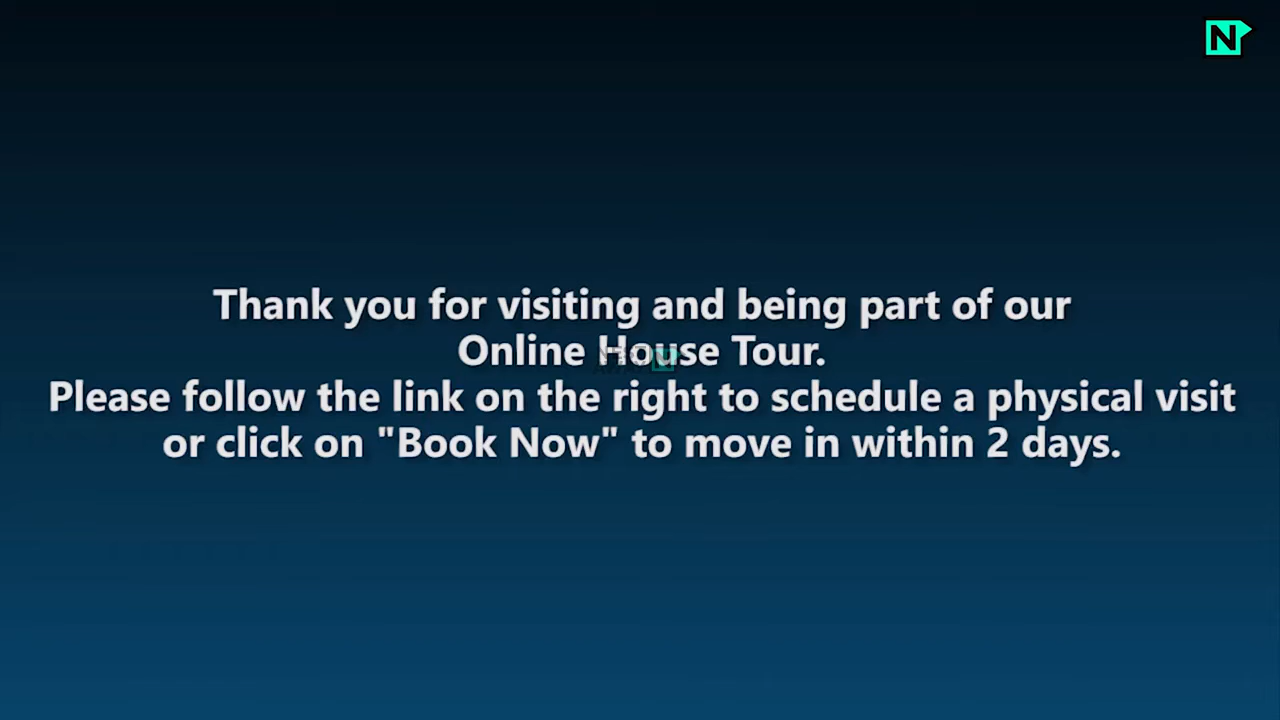 N
Thank you for visiting and being part of our
Online House Tour.
Please follow the link on the right to schedule a physical visit
or click on "Book Now" to move in within 2 days.